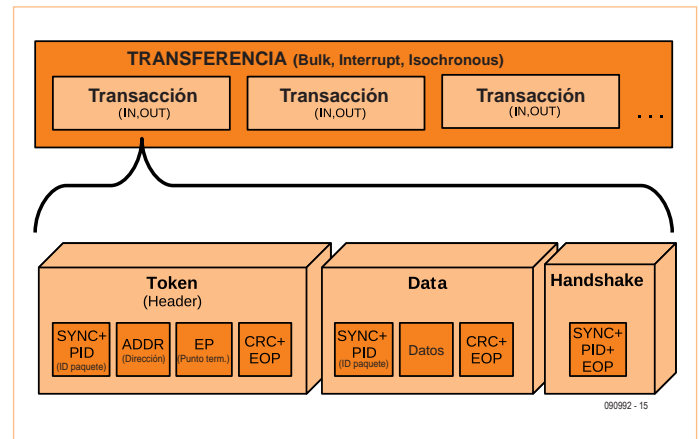 TRANSFERENCIA (Bulk, Interrupt, Isochronous)
Transacción
(IN,OUT)
Transacción
(IN,OUT)
Transacción
(IN,OUT)
...
Token
(Header)
SYNC+
PID
(ID paquete)
ADDR
(Dirección)
EP
(Punto term.)
CRC+
EOP
Data
SYNC+
PID
(ID paquete)
Datos
CRC+
EOP
Handshake
SYNC+
PID+
EOP
090992 - 15